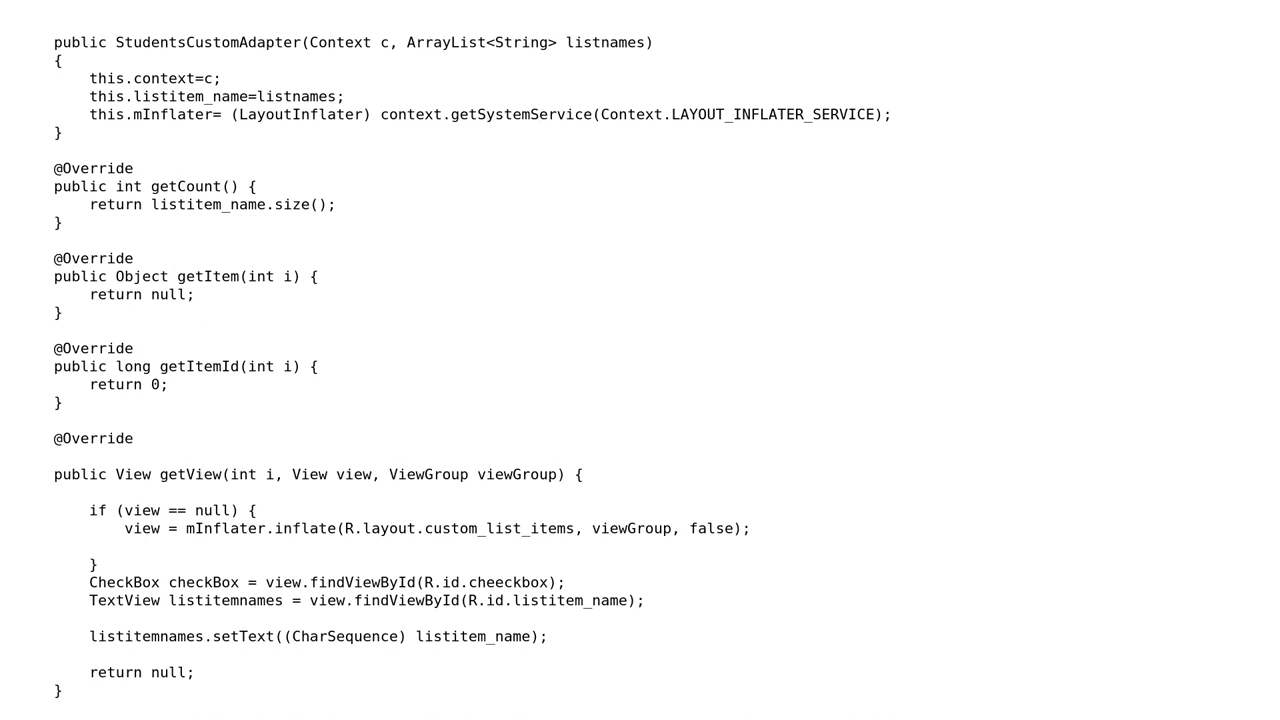 public StudentsCustomAdapter(Context c, ArrayList<String> listnames)
{
    this.context=c;
    this.listitem_name=listnames;
    this.mInflater= (LayoutInflater) context.getSystemService(Context.LAYOUT_INFLATER_SERVICE);
}

@Override
public int getCount() {
    return listitem_name.size();
}

@Override
public Object getItem(int i) {
    return null;
}

@Override
public long getItemId(int i) {
    return 0;
}

@Override

public View getView(int i, View view, ViewGroup viewGroup) {

    if (view == null) {
        view = mInflater.inflate(R.layout.custom_list_items, viewGroup, false);

    }
    CheckBox checkBox = view.findViewById(R.id.cheeckbox);
    TextView listitemnames = view.findViewById(R.id.listitem_name);

    listitemnames.setText((CharSequence) listitem_name);

    return null;
}